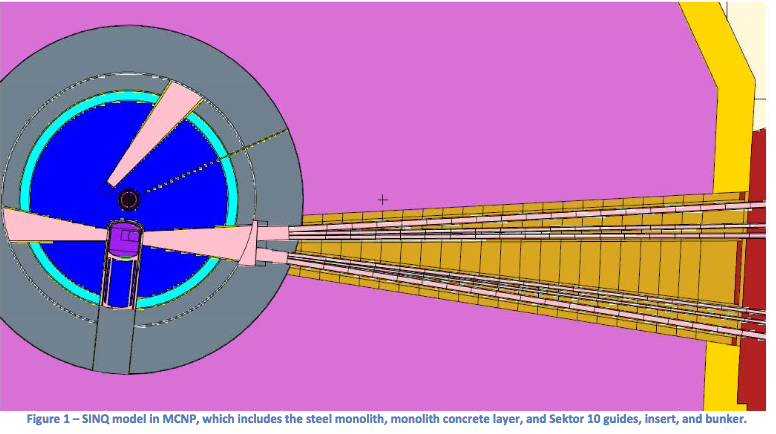 Figure 1 – SINQ model in MCNP, which includes the steel monolith, monolith concrete layer, and Sektor 10 guides, insert, and bunker.